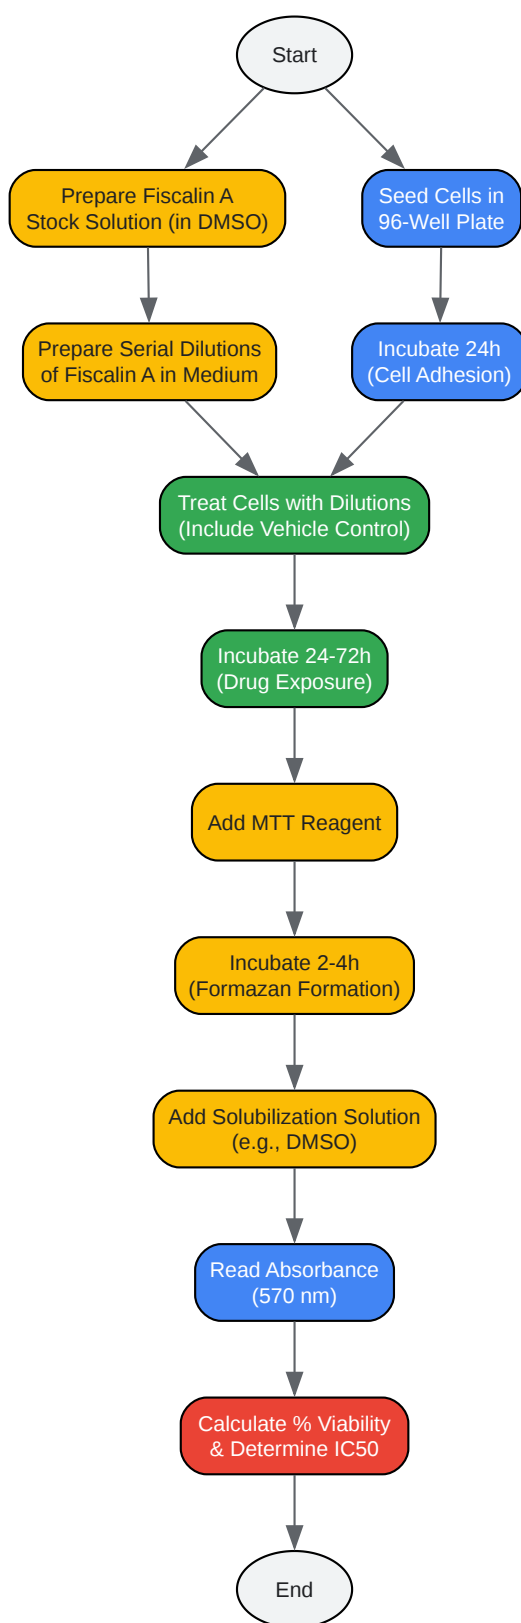 Start
Prepare Fiscalin A
Stock Solution (in DMSO)
Seed Cells in
96-Well Plate
Prepare Serial Dilutions
of Fiscalin A in Medium
Incubate 24h
(Cell Adhesion)
Treat Cells with Dilutions
(Include Vehicle Control)
Incubate 24-72h
(Drug Exposure)
Add MTT Reagent
Incubate 2-4h
(Formazan Formation)
Add Solubilization Solution
(e.g., DMSO)
Read Absorbance
(570 nm)
Calculate % Viability
& Determine IC50
End